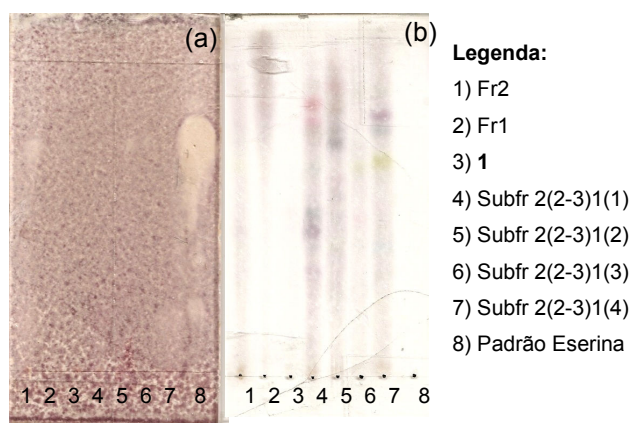 (a)
(b)
1 2 3 4 5 6 7 8
1 2 3 4 5 6 7 8
Legenda:
1) Fr2
2) Fr1
3) 1
4) Subfr 2(2-3)1(1)
5) Subfr 2(2-3)1(2)
6) Subfr 2(2-3)1(3)
7) Subfr 2(2-3)1(4)
8) Padrão Eserina